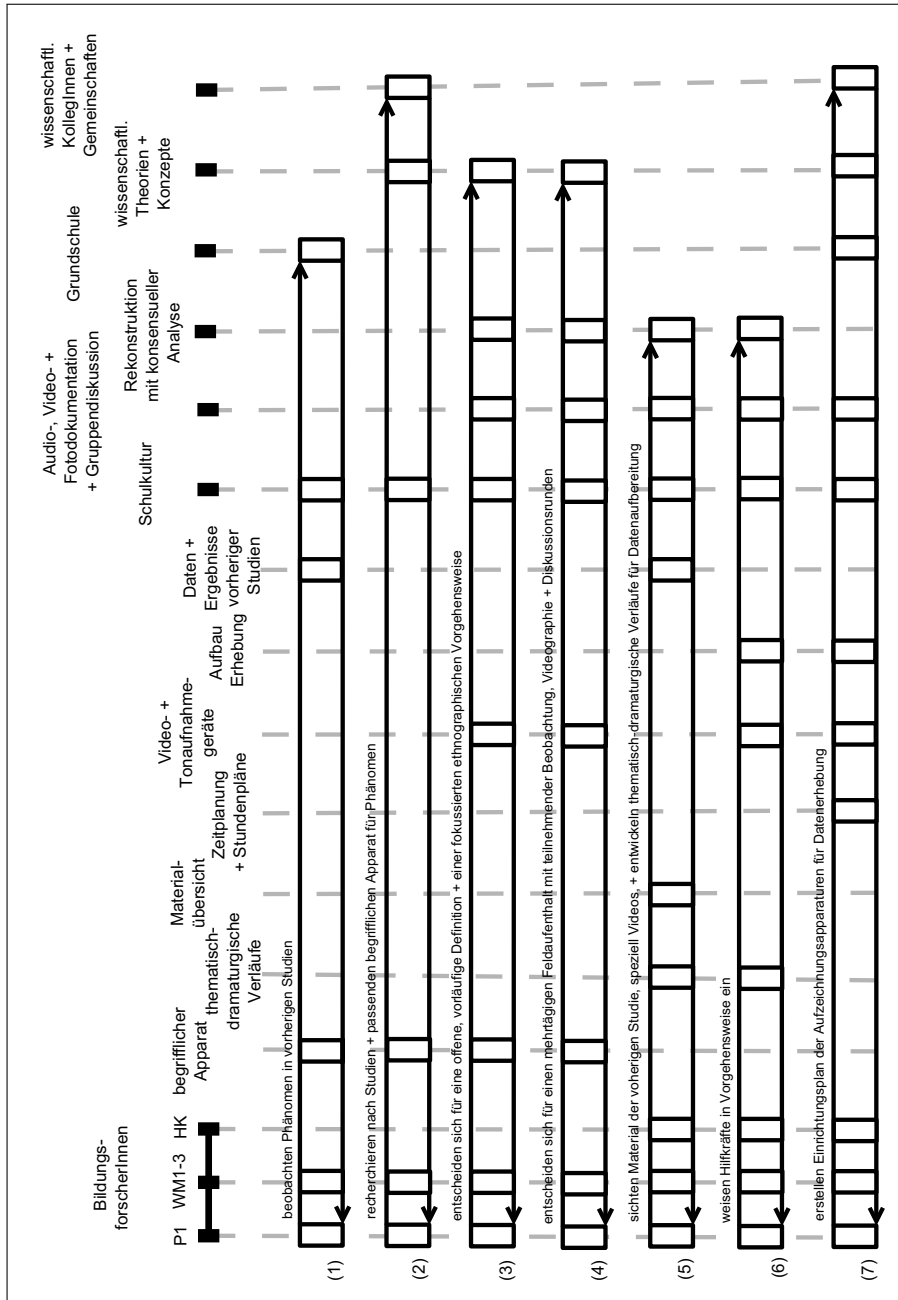 Bildungs-
forscherInnen
P1
WM1-3
HK
begrifflicher
Apparat
thematisch-
dramaturgische
Verläufe
Material-
übersicht
Zeitplanung
+ Stundenpläne
Video- +
Tonaufnahme-
geräte
Aufbau
Erhebung
Daten +
Ergebnisse
vorheriger
Studien
Schulkultur
Audio-, Video- +
Fotodokumentation
+ Gruppendiskussion
Rekonstruktion
mit konsensueller
Analyse
Grundschule
wissenschaftl.
Theorien +
Konzepte
wissenschaftl.
KollegInnen +
Gemeinschaften
beobachten Phänomen in vorherigen Studien
(1)
recherchieren nach Studien + passenden begrifflichen Apparat für Phänomen
(2)
entscheiden sich für eine offene, vorläufige Definition + einer fokussierten ethnographischen Vorgehensweise
(3)
entscheiden sich für einen mehrtägigen Feldaufenthalt mit teilnehmender Beobachtung, Videographie + Diskussionsrunden
(4)
sichten Material der voherigen Studie, speziell Videos, + entwickeln thematisch-dramaturgische Verläufe für Datenaufbereitung
(5)
weisen Hilfkräfte in Vorgehensweise ein
(6)
erstellen Einrichtungsplan der Aufzeichnungsapparaturen für Datenerhebung
(7)